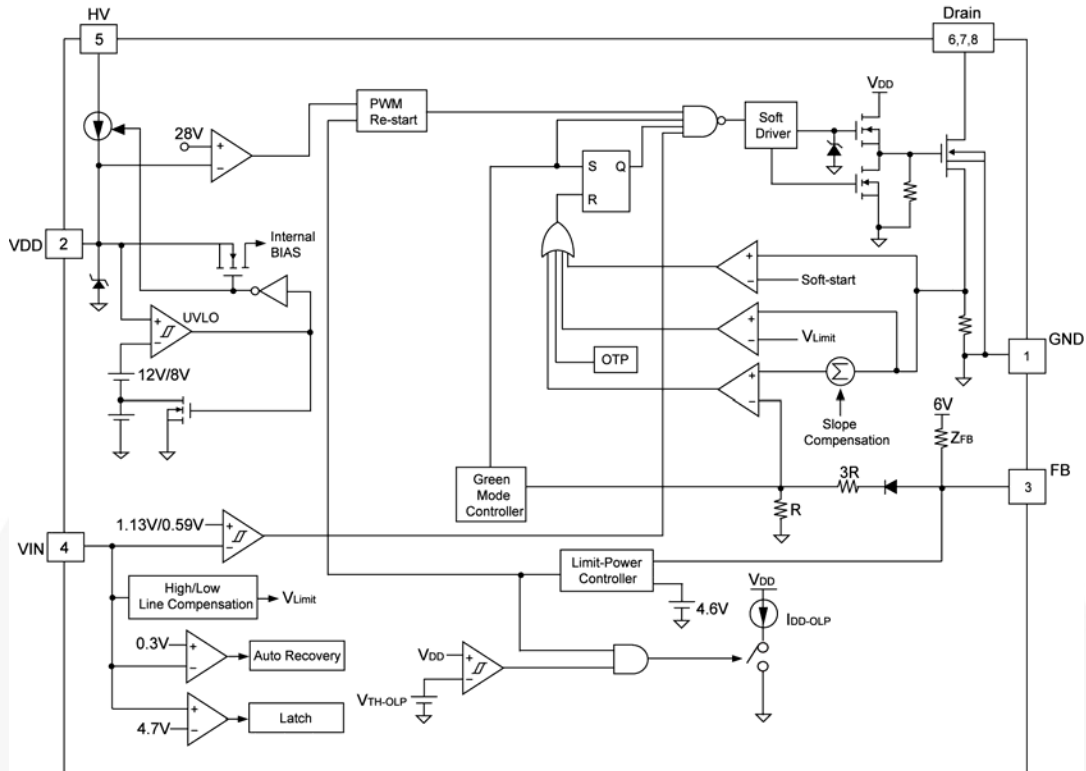 HV
5
Drain
6,7,8
VDD
PWM
Re-start
28V
+
−
Soft
Driver
S
Q
R
VDD
2
Internal
BIAS
UVLO
+
−
12V/8V
+
−
Soft-start
+
−
VLimit
OTP
+
−
Σ
Slope
Compensation
GND
1
6V
ZFB
FB
3
3R
R
Green
Mode
Controller
VIN
4
1.13V/0.59V
+
−
High/Low
Line Compensation
VLimit
Limit-Power
Controller
4.6V
VDD
IDD-OLP
0.3V
+
−
Auto Recovery
VDD
+
−
VTH-OLP
4.7V
+
−
Latch